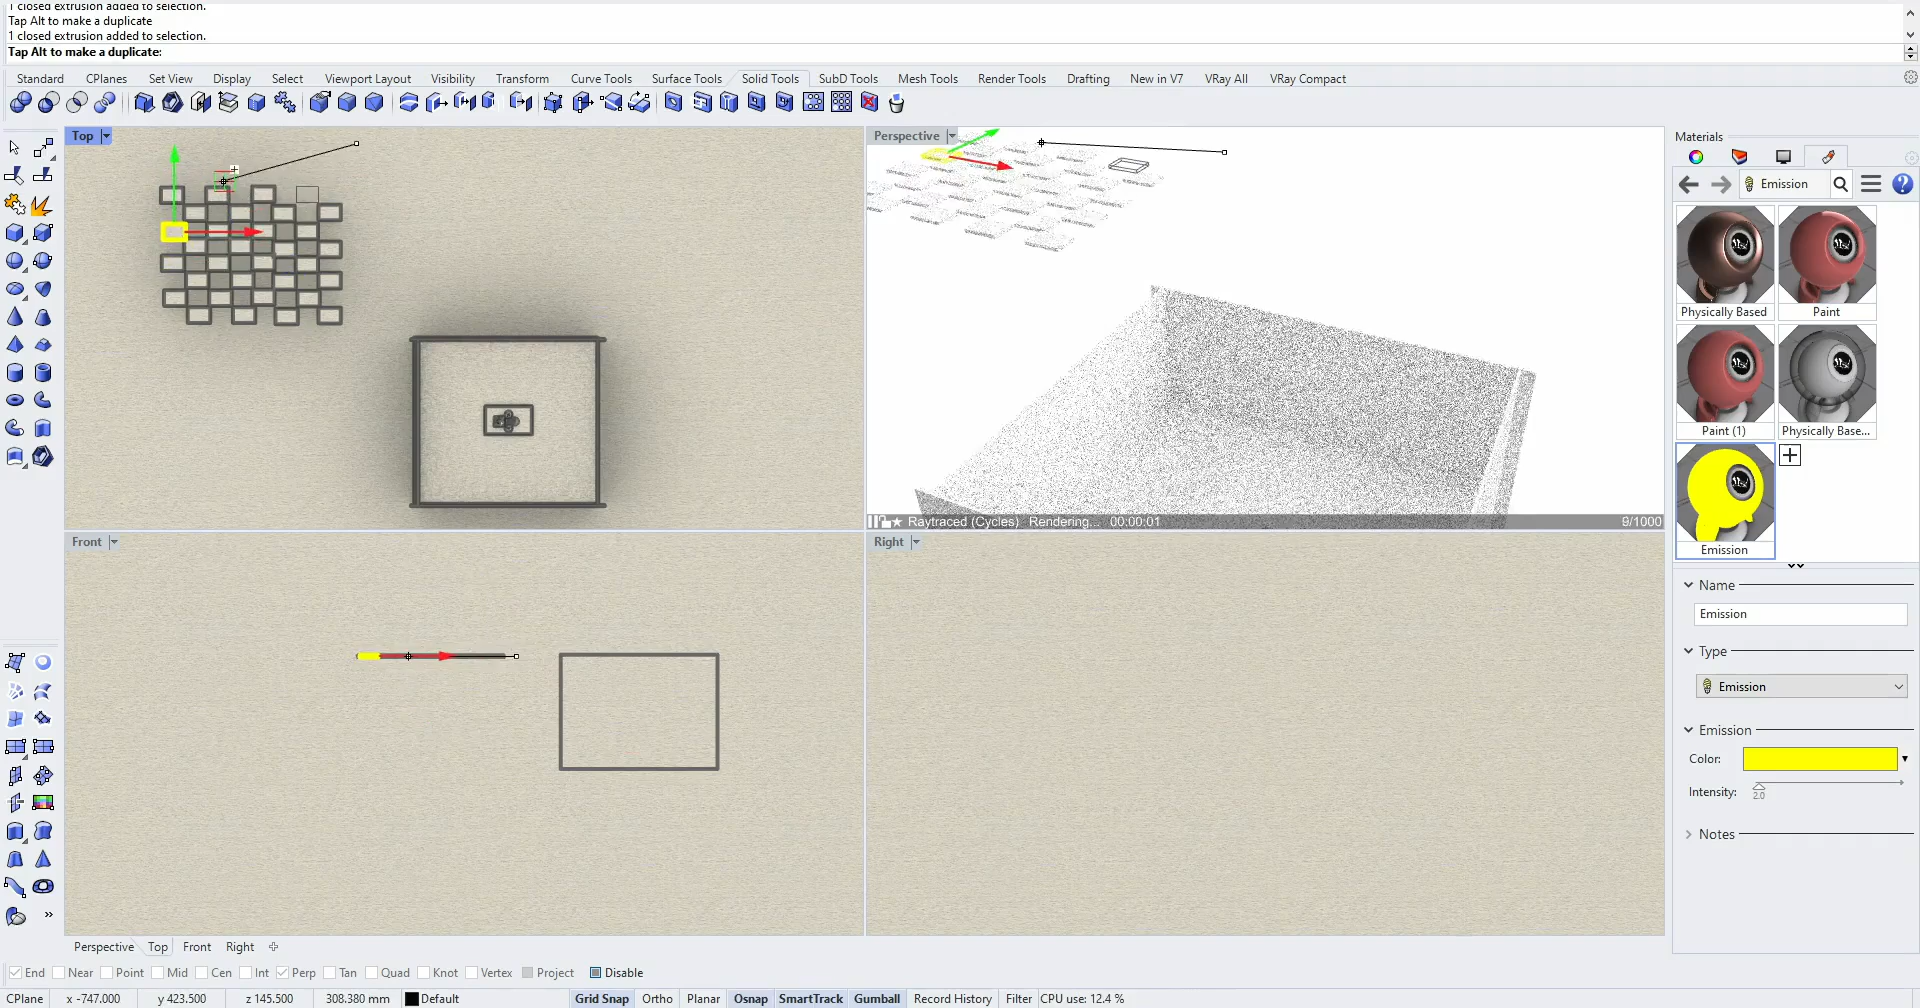 1 closed extrusion added to selection.
Tap Alt to make a duplicate
1 closed extrusion added to selection.
Tap Alt to make a duplicate:
Standard CPlanes Set View Display Select Viewport Layout Visibility Transform Curve Tools Surface Tools Solid Tools SubD Tools Mesh Tools Render Tools Drafting New in V7 VRay All VRay Compact
Top
Perspective
Materials
Emission
Physically Based
Paint
Paint (1)
Physically Base...
Emission
Raytraced (Cycles) Rendering... 00:00:01 9/1000
Front
Right
Name
Emission
Type
Emission
Emission
Color:
Intensity: 2.0
Notes
Perspective Top Front Right
End Near Point Mid Cen Int Perp Tan Quad Knot Vertex Project Disable
CPlane x -747.000 y 423.500 z 145.500 308.380 mm Default Grid Snap Ortho Planar Osnap SmartTrack Gumball Record History Filter CPU use: 12.4 %